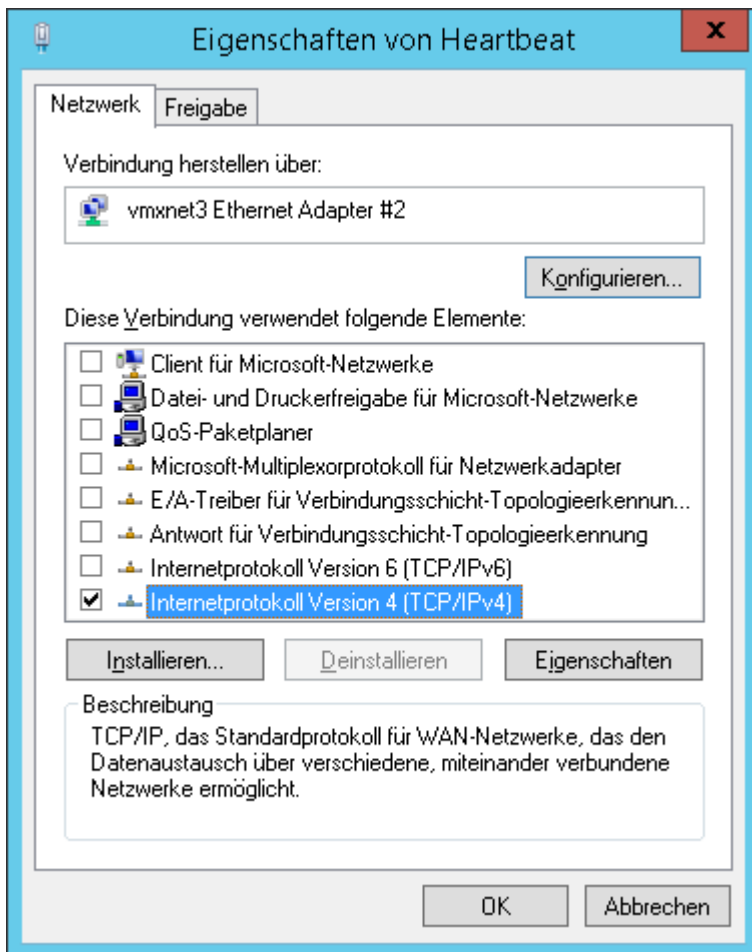 Eigenschaften von Heartbeat
x
Netzwerk
Freigabe
Verbindung herstellen über:
vmxnet3 Ethernet Adapter #2
Konfigurieren...
Diese Verbindung verwendet folgende Elemente:
Client für Microsoft-Netzwerke
Datei- und Druckerfreigabe für Microsoft-Netzwerke
QoS-Paketplaner
Microsoft-Multiplexorprotokoll für Netzwerkadapter
E/A-Treiber für Verbindungsschicht-Topologieerkennun...
Antwort für Verbindungsschicht-Topologieerkennung
Internetprotokoll Version 6 (TCP/IPv6)
Internetprotokoll Version 4 (TCP/IPv4)
Installieren...
Deinstallieren
Eigenschaften
Beschreibung
TCP/IP, das Standardprotokoll für WAN-Netzwerke, das den
Datenaustausch über verschiedene, miteinander verbundene
Netzwerke ermöglicht.
OK
Abbrechen